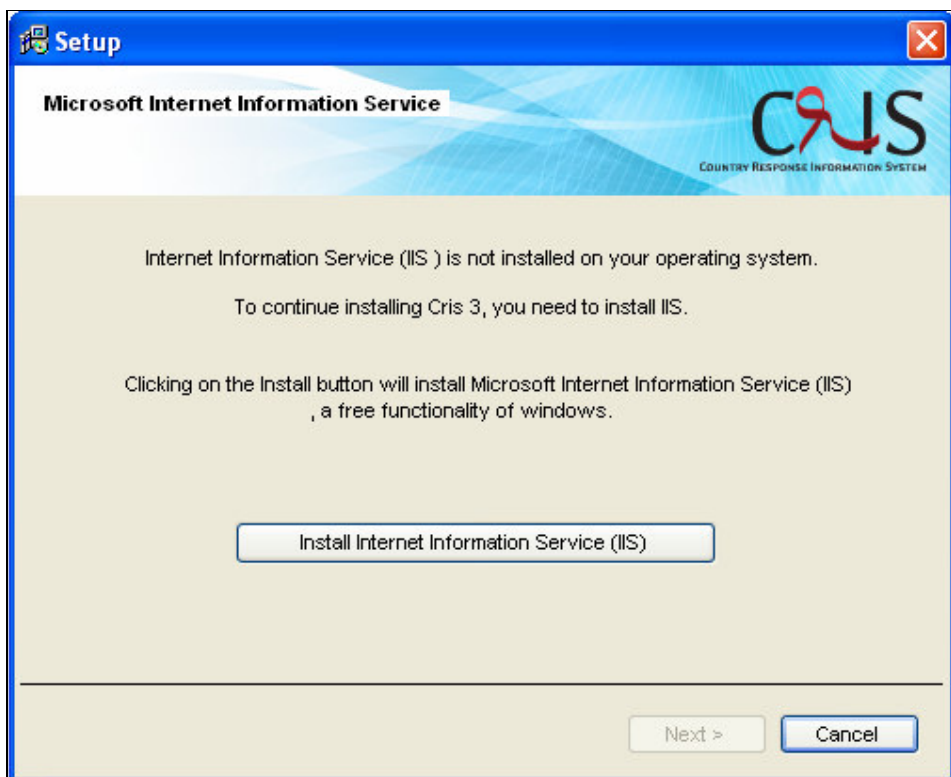 Setup
Microsoft Internet Information Service
CRIS
COUNTRY RESPONSE INFORMATION SYSTEM
Internet Information Service (IIS ) is not installed on your operating system.
To continue installing Cris 3, you need to install IIS.
Clicking on the Install button will install Microsoft Internet Information Service (IIS)
, a free functionality of windows.
Install Internet Information Service (IIS)
Next >
Cancel